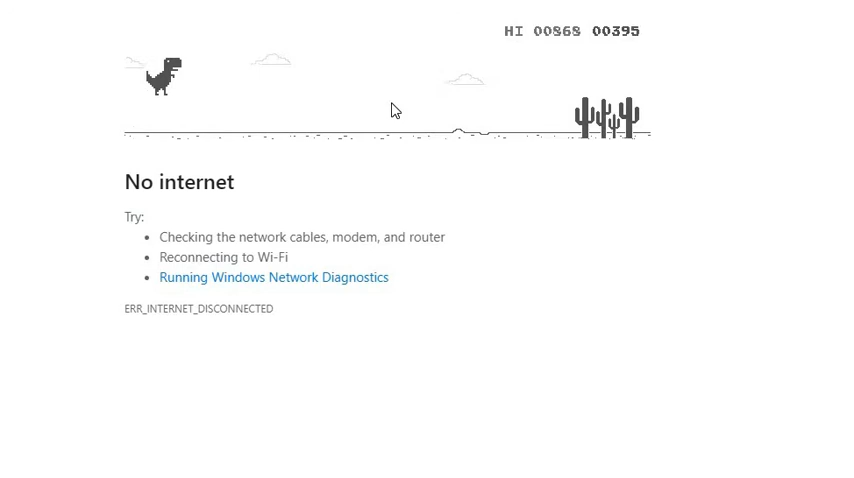 HI 00868 00395
No internet
Try:
• Checking the network cables, modem, and router
• Reconnecting to Wi-Fi
• Running Windows Network Diagnostics
ERR_INTERNET_DISCONNECTED